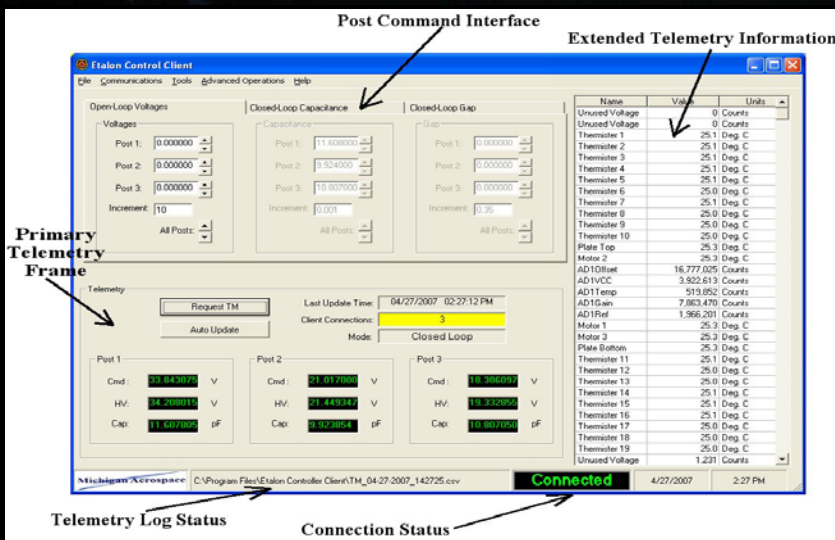 Post Command Interface
Extended Telemetry Information
Etalon Control Client
File Communications Tools Advanced Operations Help
Open-Loop Voltages Closed-Loop Capacitance Closed-Loop Gap
Voltages
Post 1: 0.000000
Post 2: 0.000000
Post 3: 0.000000
Increment: 10
All Posts:
Capacitance
Post 1: 11.608000
Post 2: 9.924000
Post 3: 10.807000
Increment: 0.001
All Posts:
Gap
Post 1: 0.000000
Post 2: 0.000000
Post 3: 0.000000
Increment: 0.35
All Posts:
Name Value Units
Unused Voltage 0 Counts
Unused Voltage 0 Counts
Thermister 1 25.1 Deg. C
Thermister 2 25.1 Deg. C
Thermister 3 25.1 Deg. C
Thermister 4 25.1 Deg. C
Thermister 5 25.1 Deg. C
Thermister 6 25.0 Deg. C
Thermister 7 25.1 Deg. C
Thermister 8 25.0 Deg. C
Thermister 9 25.0 Deg. C
Thermister 10 25.0 Deg. C
Plate Top 25.3 Deg. C
Motor 2 25.3 Deg. C
AD1Offset 16,777,025 Counts
AD1VCC 3,922,613 Counts
AD1Temp 519,852 Counts
AD1Gain 7,863,470 Counts
AD1Ref 1,966,201 Counts
Motor 1 25.3 Deg. C
Motor 3 25.3 Deg. C
Plate Bottom 25.3 Deg. C
Thermister 11 25.1 Deg. C
Thermister 12 25.0 Deg. C
Thermister 13 25.1 Deg. C
Thermister 14 25.1 Deg. C
Thermister 15 25.1 Deg. C
Thermister 16 25.1 Deg. C
Thermister 17 25.1 Deg. C
Thermister 18 25.0 Deg. C
Thermister 19 25.0 Deg. C
Unused Voltage 1,231 Counts
Primary
Telemetry
Frame
Telemetry
Request TM
Auto Update
Last Update Time: 04/27/2007 02:27:12 PM
Client Connections: 3
Mode: Closed Loop
Post 1
Cmd: 33.843075 V
HV: 34.288015 V
Cap: 11.607805 pF
Post 2
Cmd: 21.017000 V
HV: 21.449347 V
Cap: 9.923854 pF
Post 3
Cmd: 18.386097 V
HV: 19.332855 V
Cap: 10.807050 pF
Michigan Aerospace C:\Program Files\Etalon Controller Client\TM_04-27-2007_142725.csv Connected 4/27/2007 2:27 PM
Telemetry Log Status
Connection Status